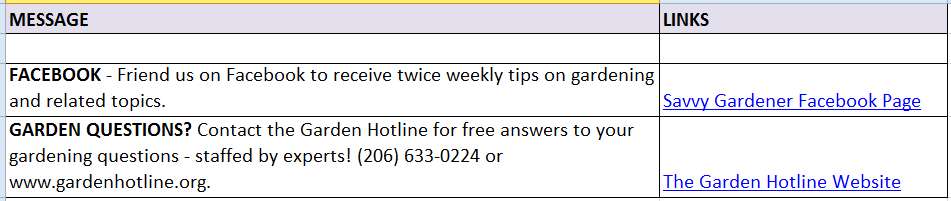 MESSAGE LINKS
FACEBOOK - Friend us on Facebook to receive twice weekly tips on gardening
and related topics.
Savvy Gardener Facebook Page
GARDEN QUESTIONS? Contact the Garden Hotline for free answers to your
gardening questions - staffed by experts! (206) 633-0224 or
www.gardenhotline.org.
The Garden Hotline Website